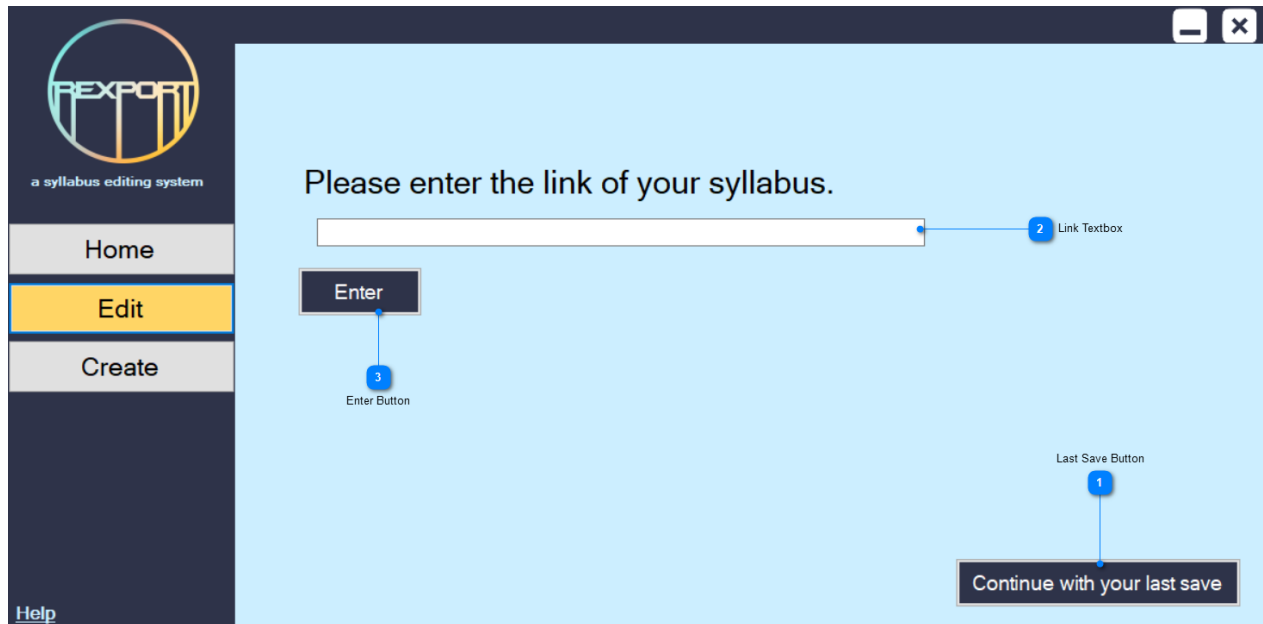 REXPORT
a syllabus editing system
Home
Edit
Create
Help
Please enter the link of your syllabus.
2 Link Textbox
Enter
3
Enter Button
Last Save Button
1
Continue with your last save